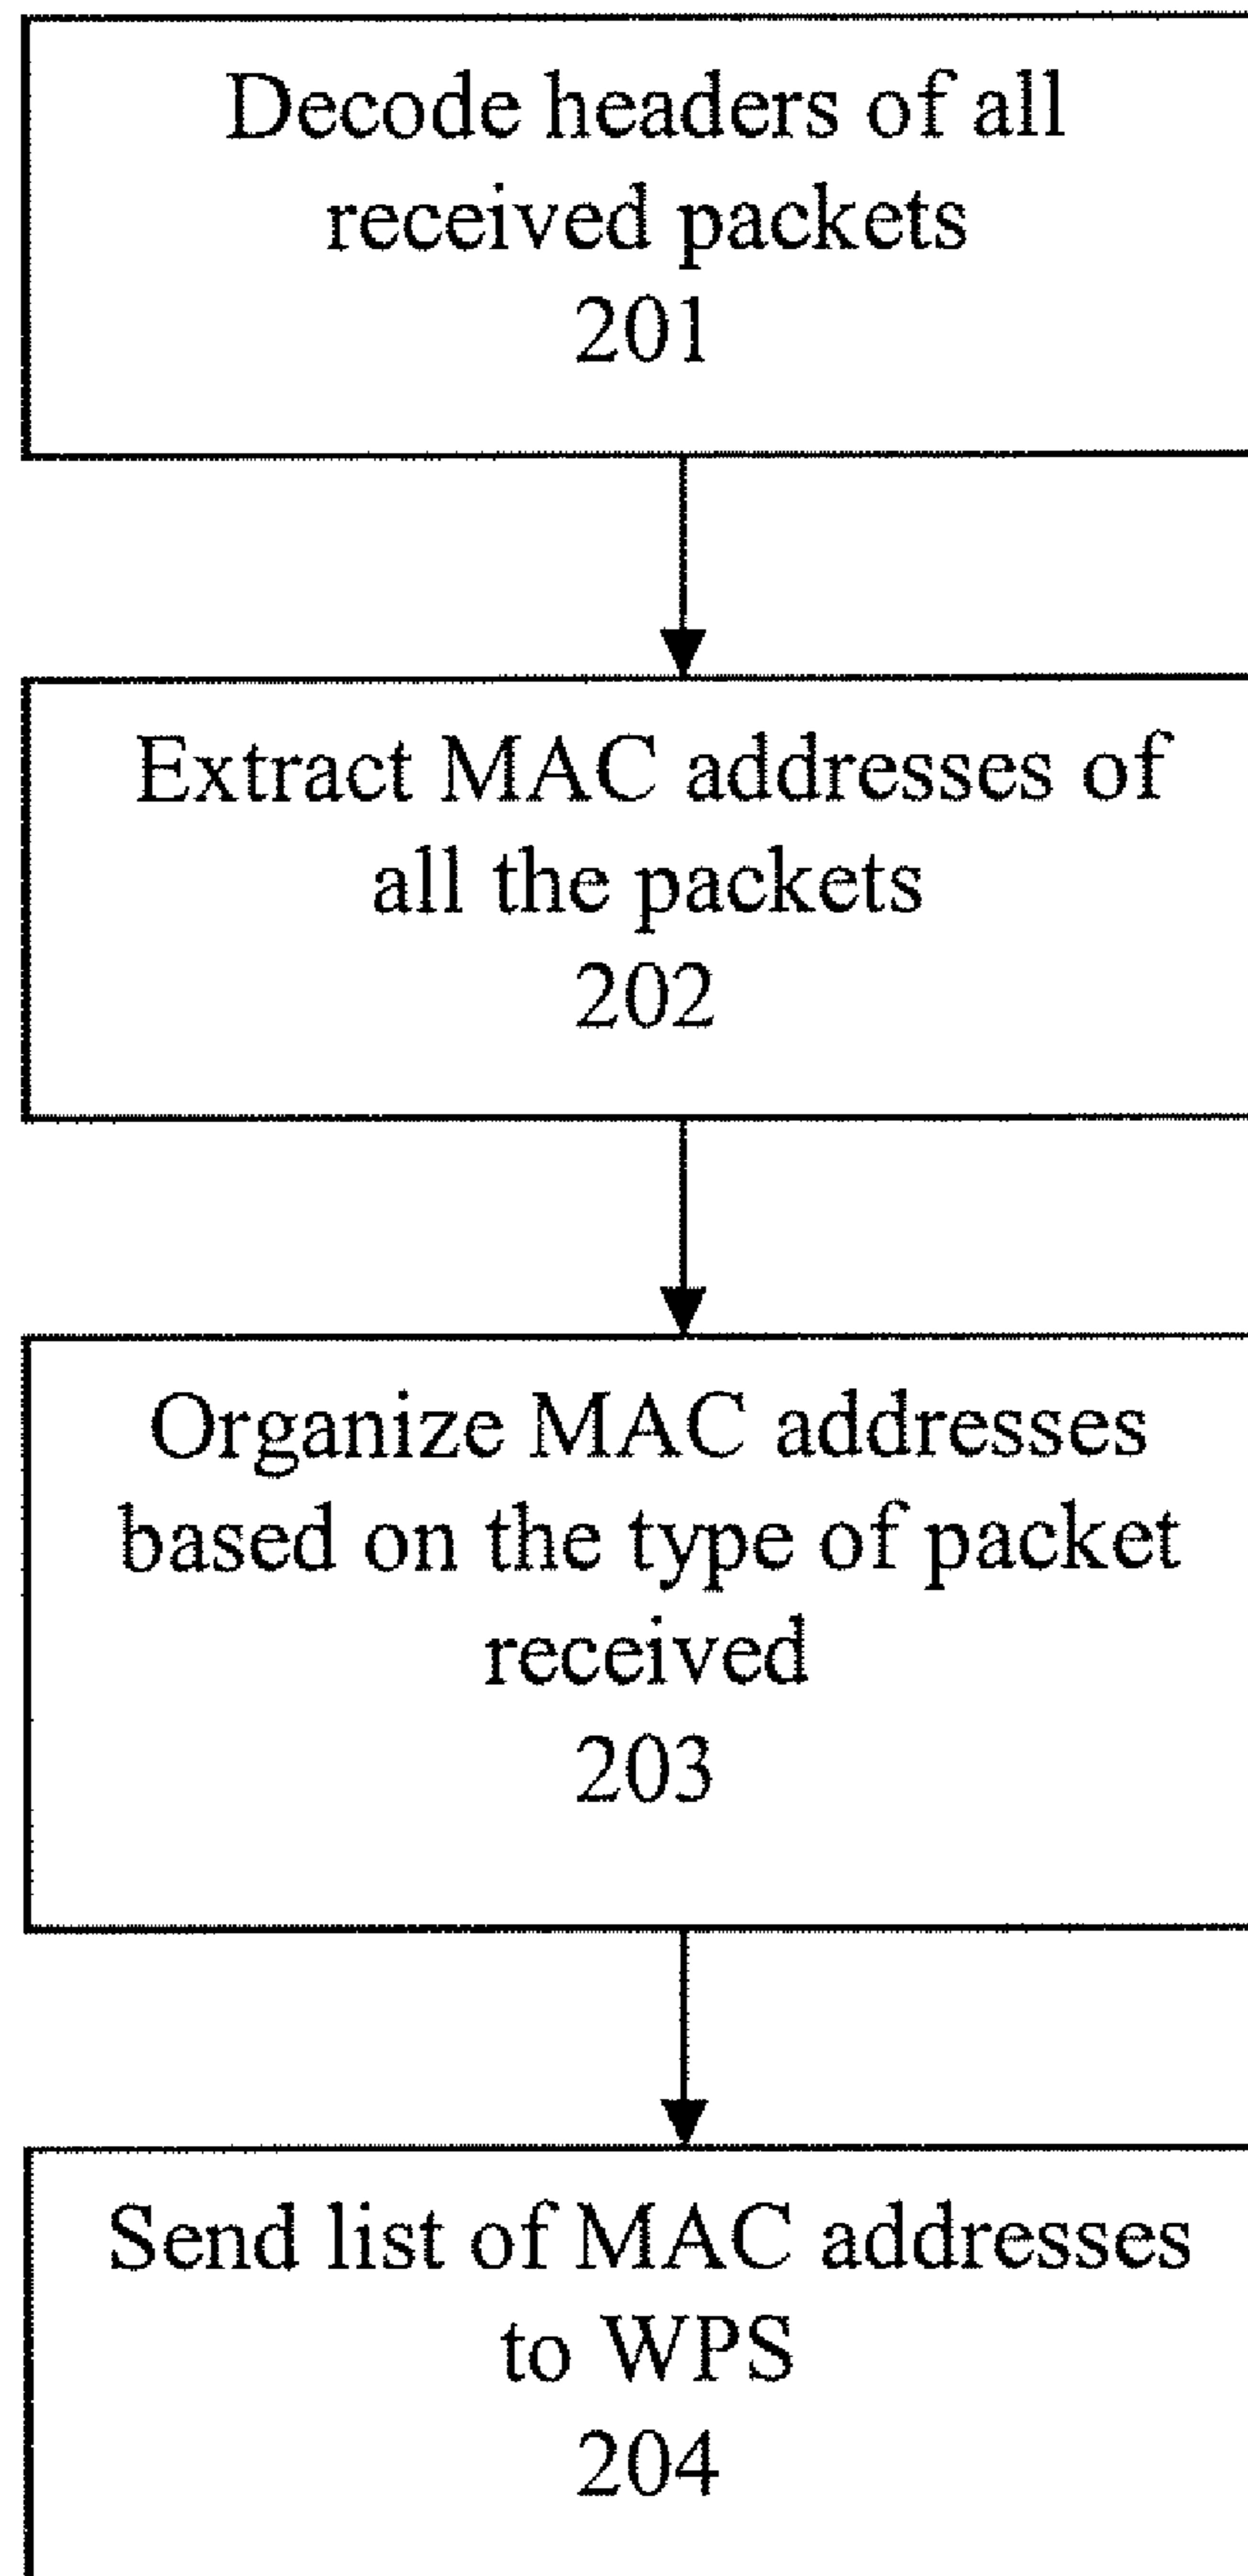 Decode headers of all
received packets
201
Extract MAC addresses of
all the packets
202
Organize MAC addresses
based on the type of packet
received
203
Send list of MAC addresses
to WPS
204